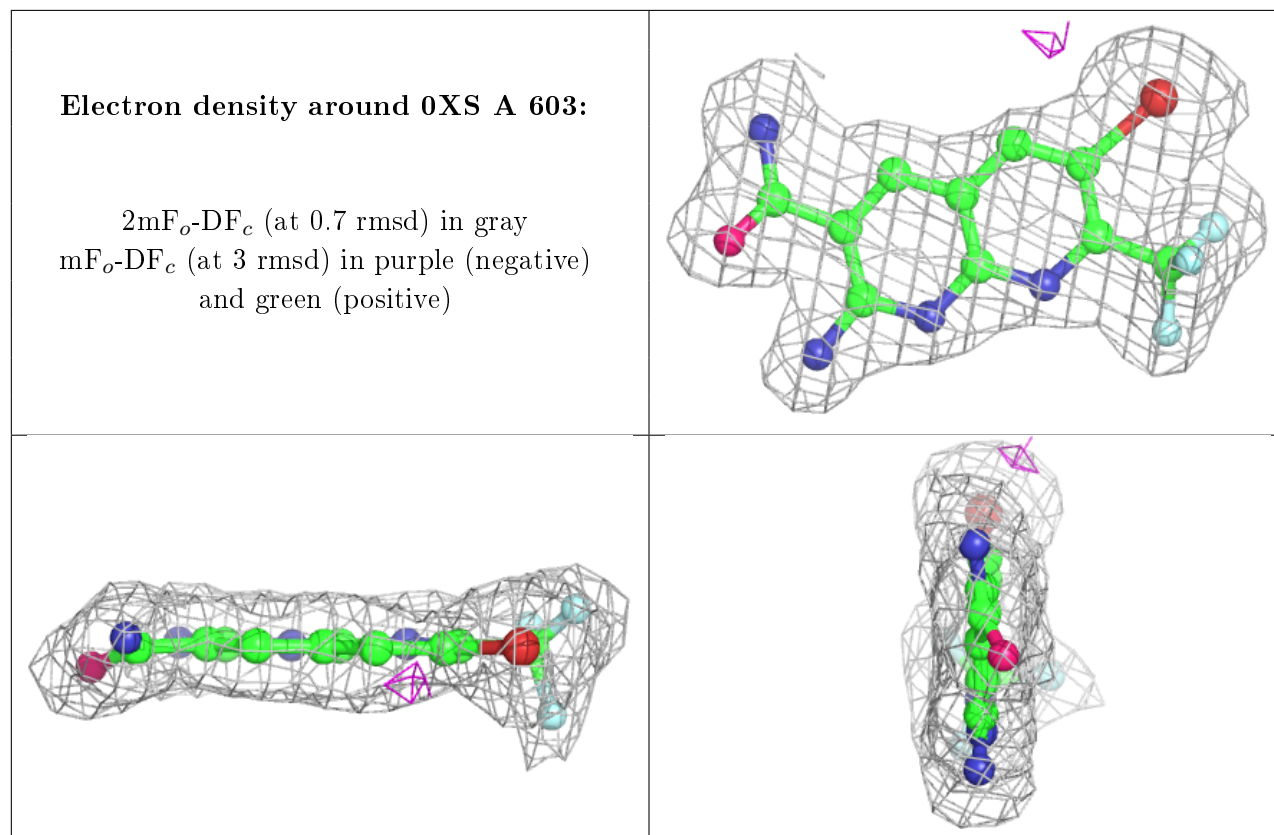 Electron density around 0XS A 603:
2mFo-DFc (at 0.7 rmsd) in gray
mFo-DFc (at 3 rmsd) in purple (negative)
and green (positive)